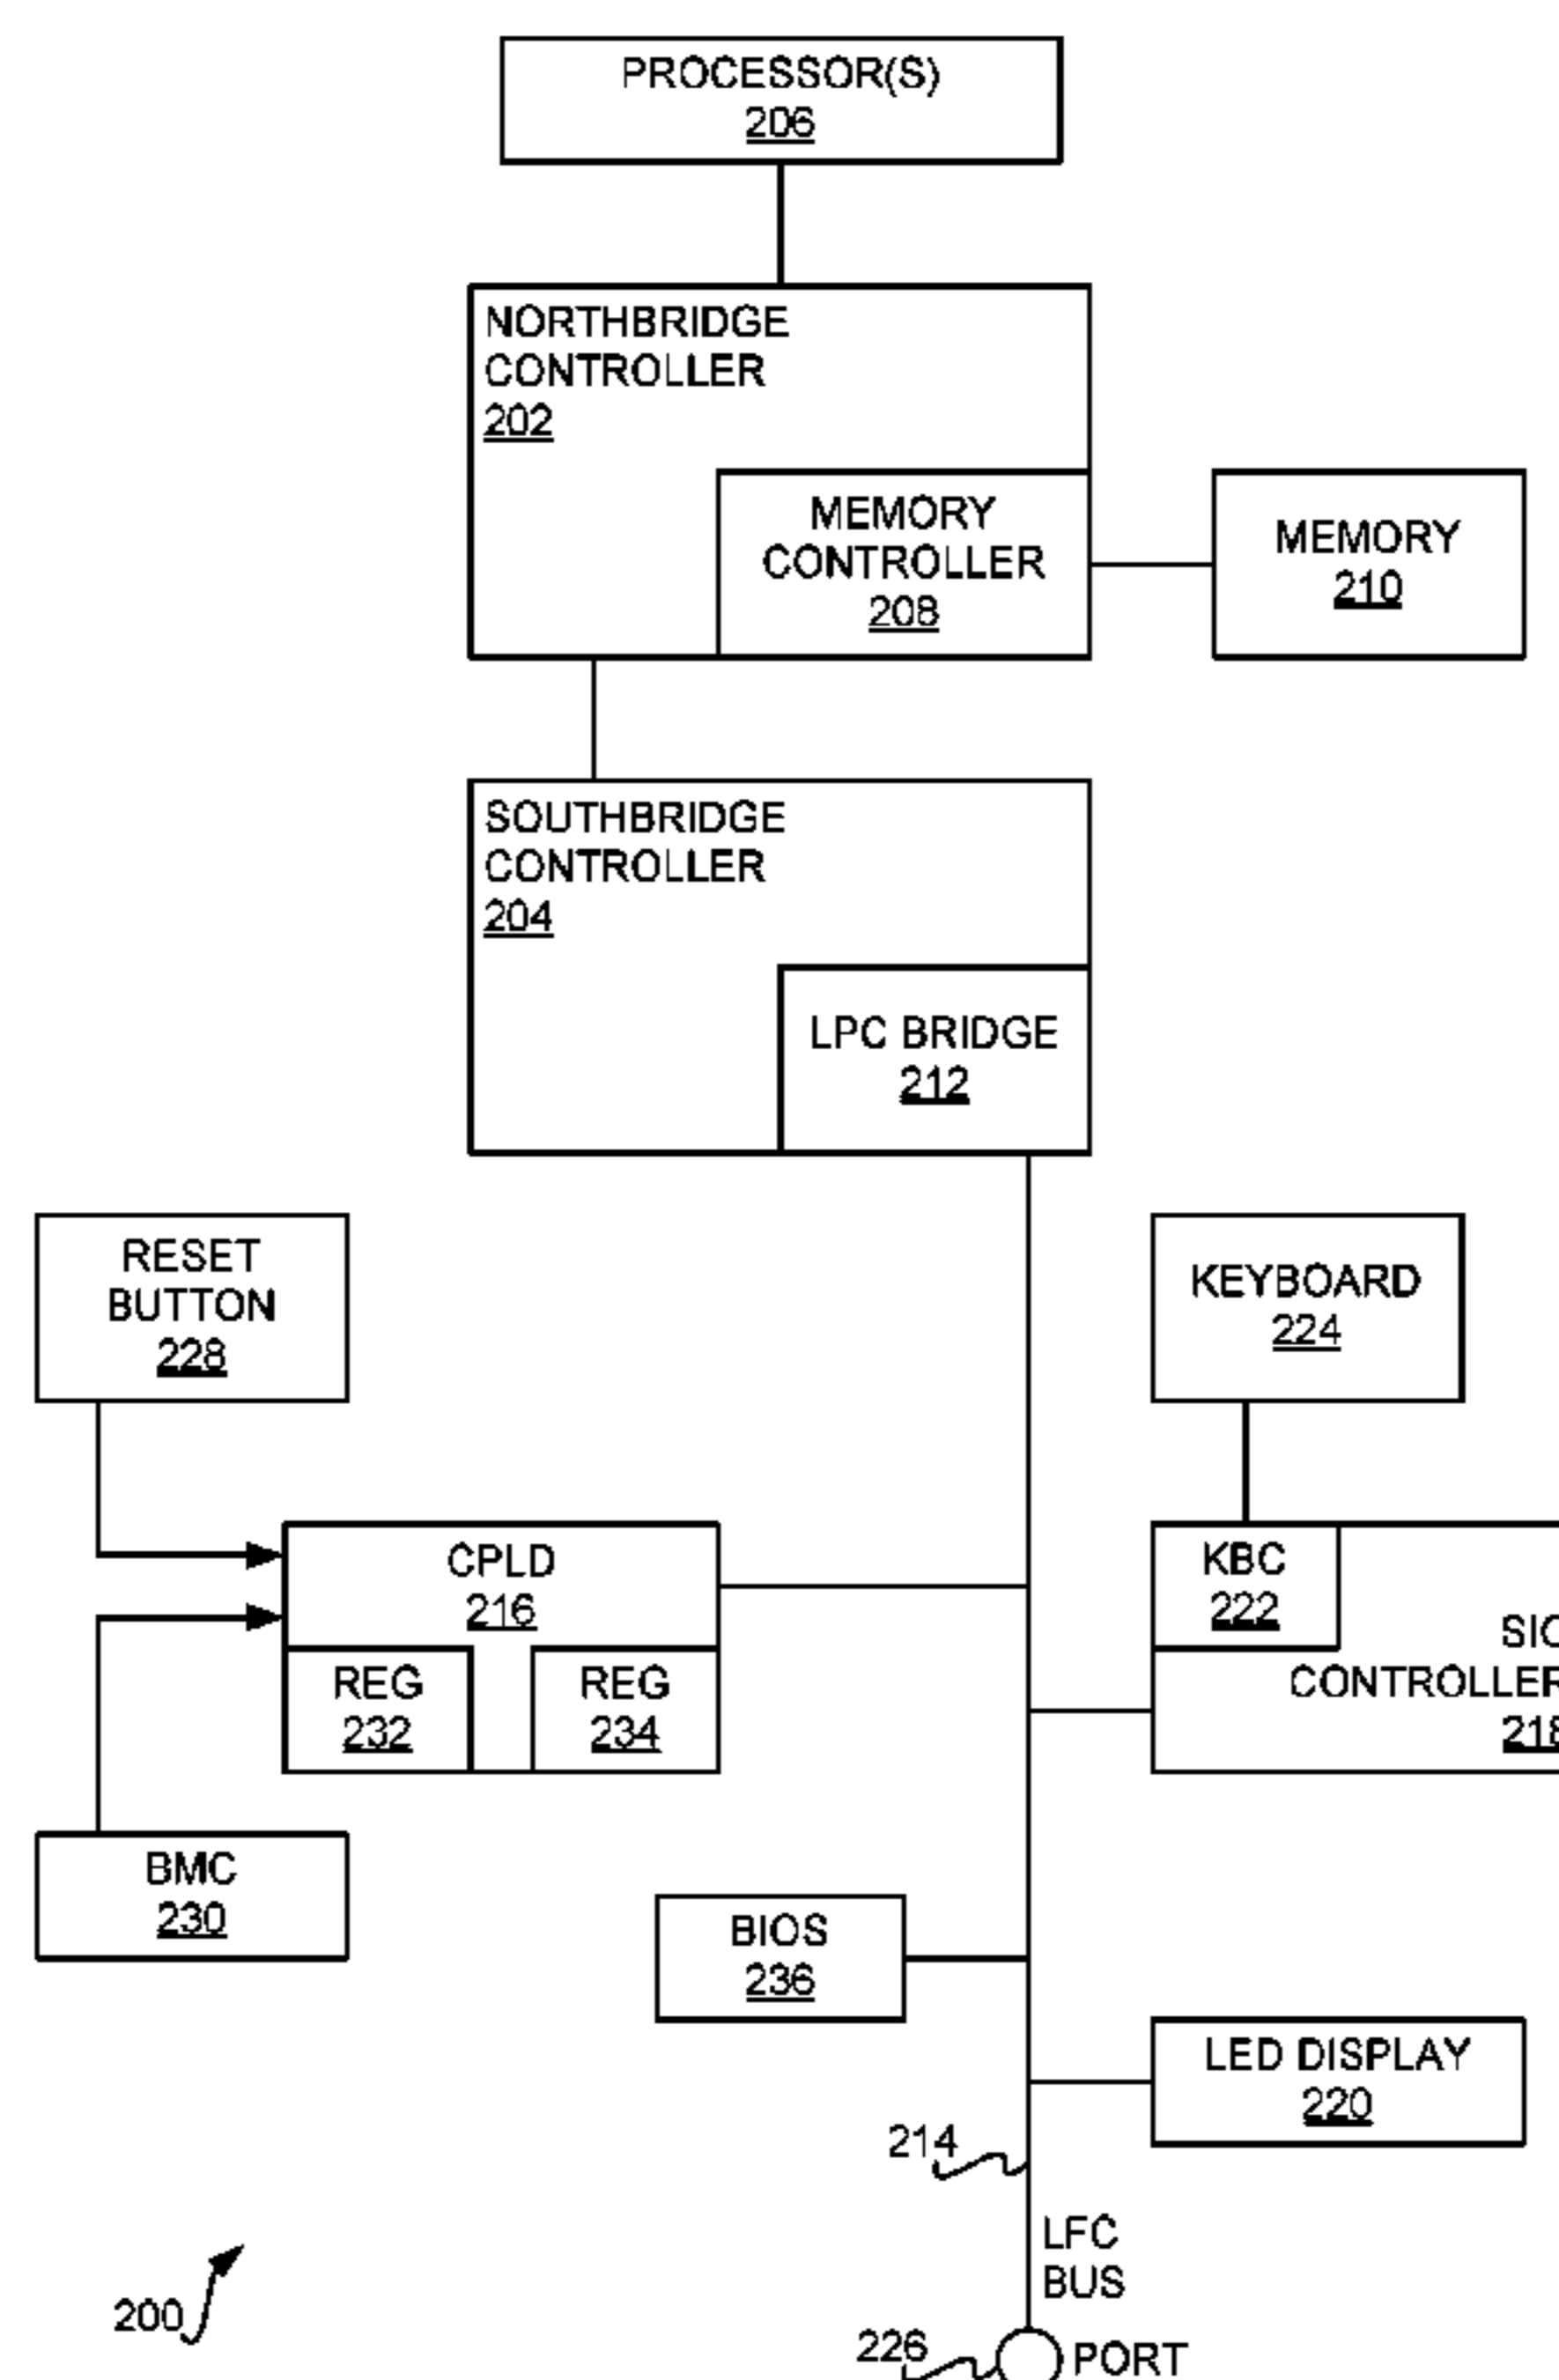 PROCESSOR(S)
206
NORTHBRIDGE
CONTROLLER
202
MEMORY
CONTROLLER
208
MEMORY
210
SOUTHBRIDGE
CONTROLLER
204
LPC BRIDGE
212
RESET
BUTTON
228
KEYBOARD
224
CPLD
216
REG
232
REG
234
KBC
222
SIO
CONTROLLER
218
BMC
230
BIOS
236
LED DISPLAY
220
214
LFC
BUS
200
226
PORT